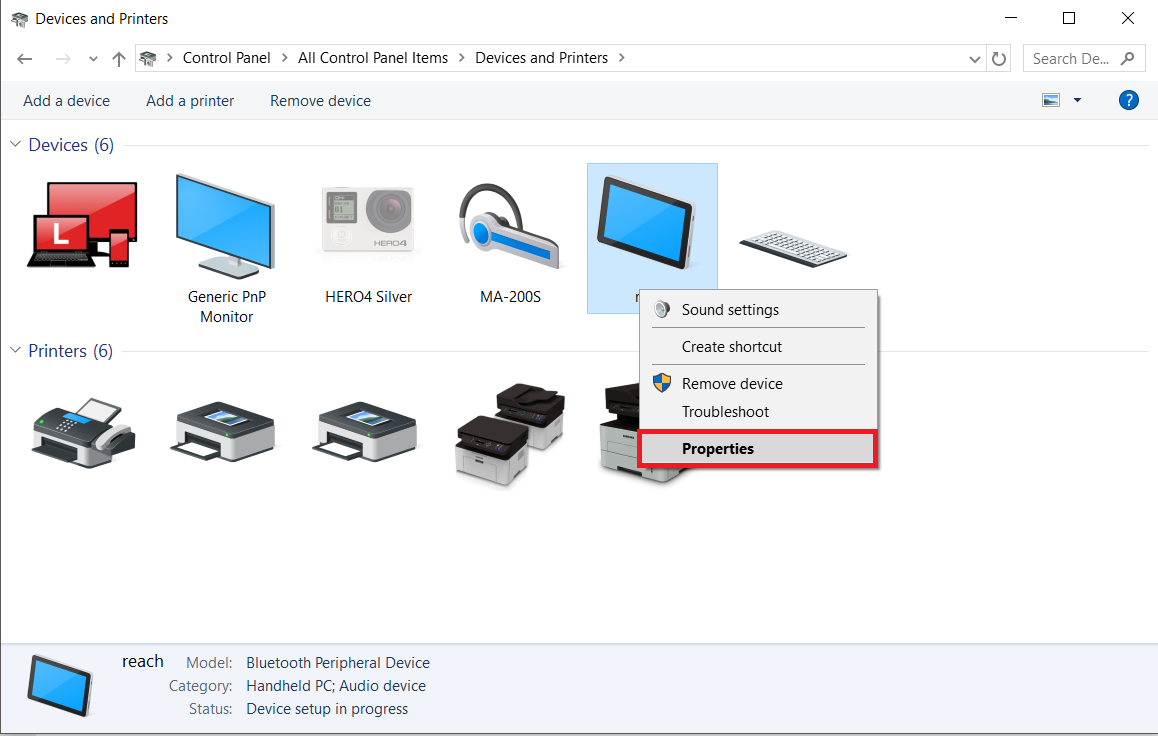 Devices and Printers
Control Panel > All Control Panel Items > Devices and Printers >
Search De...
Add a device
Add a printer
Remove device
?
Devices (6)
L
HERO4
Generic PnP
Monitor
HERO4 Silver
MA-200S
r
Sound settings
Create shortcut
Remove device
Troubleshoot
Properties
Printers (6)
reach
Model: Bluetooth Peripheral Device
Category: Handheld PC; Audio device
Status: Device setup in progress